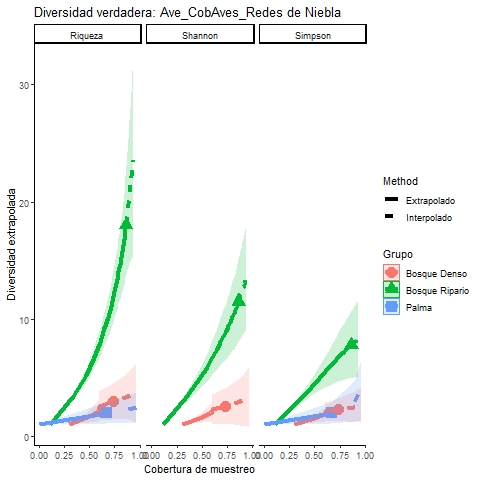 Diversidad verdadera: Ave_CobAves_Redes de Niebla
Riqueza
Shannon
Simpson
Diversidad extrapolada
30
20
10
0
0.00 0.25 0.50 0.75 1.00
0.00 0.25 0.50 0.75 1.00
0.00 0.25 0.50 0.75 1.00
Cobertura de muestreo
Method
Extrapolado
Interpolado
Grupo
Bosque Denso
Bosque Ripario
Palma